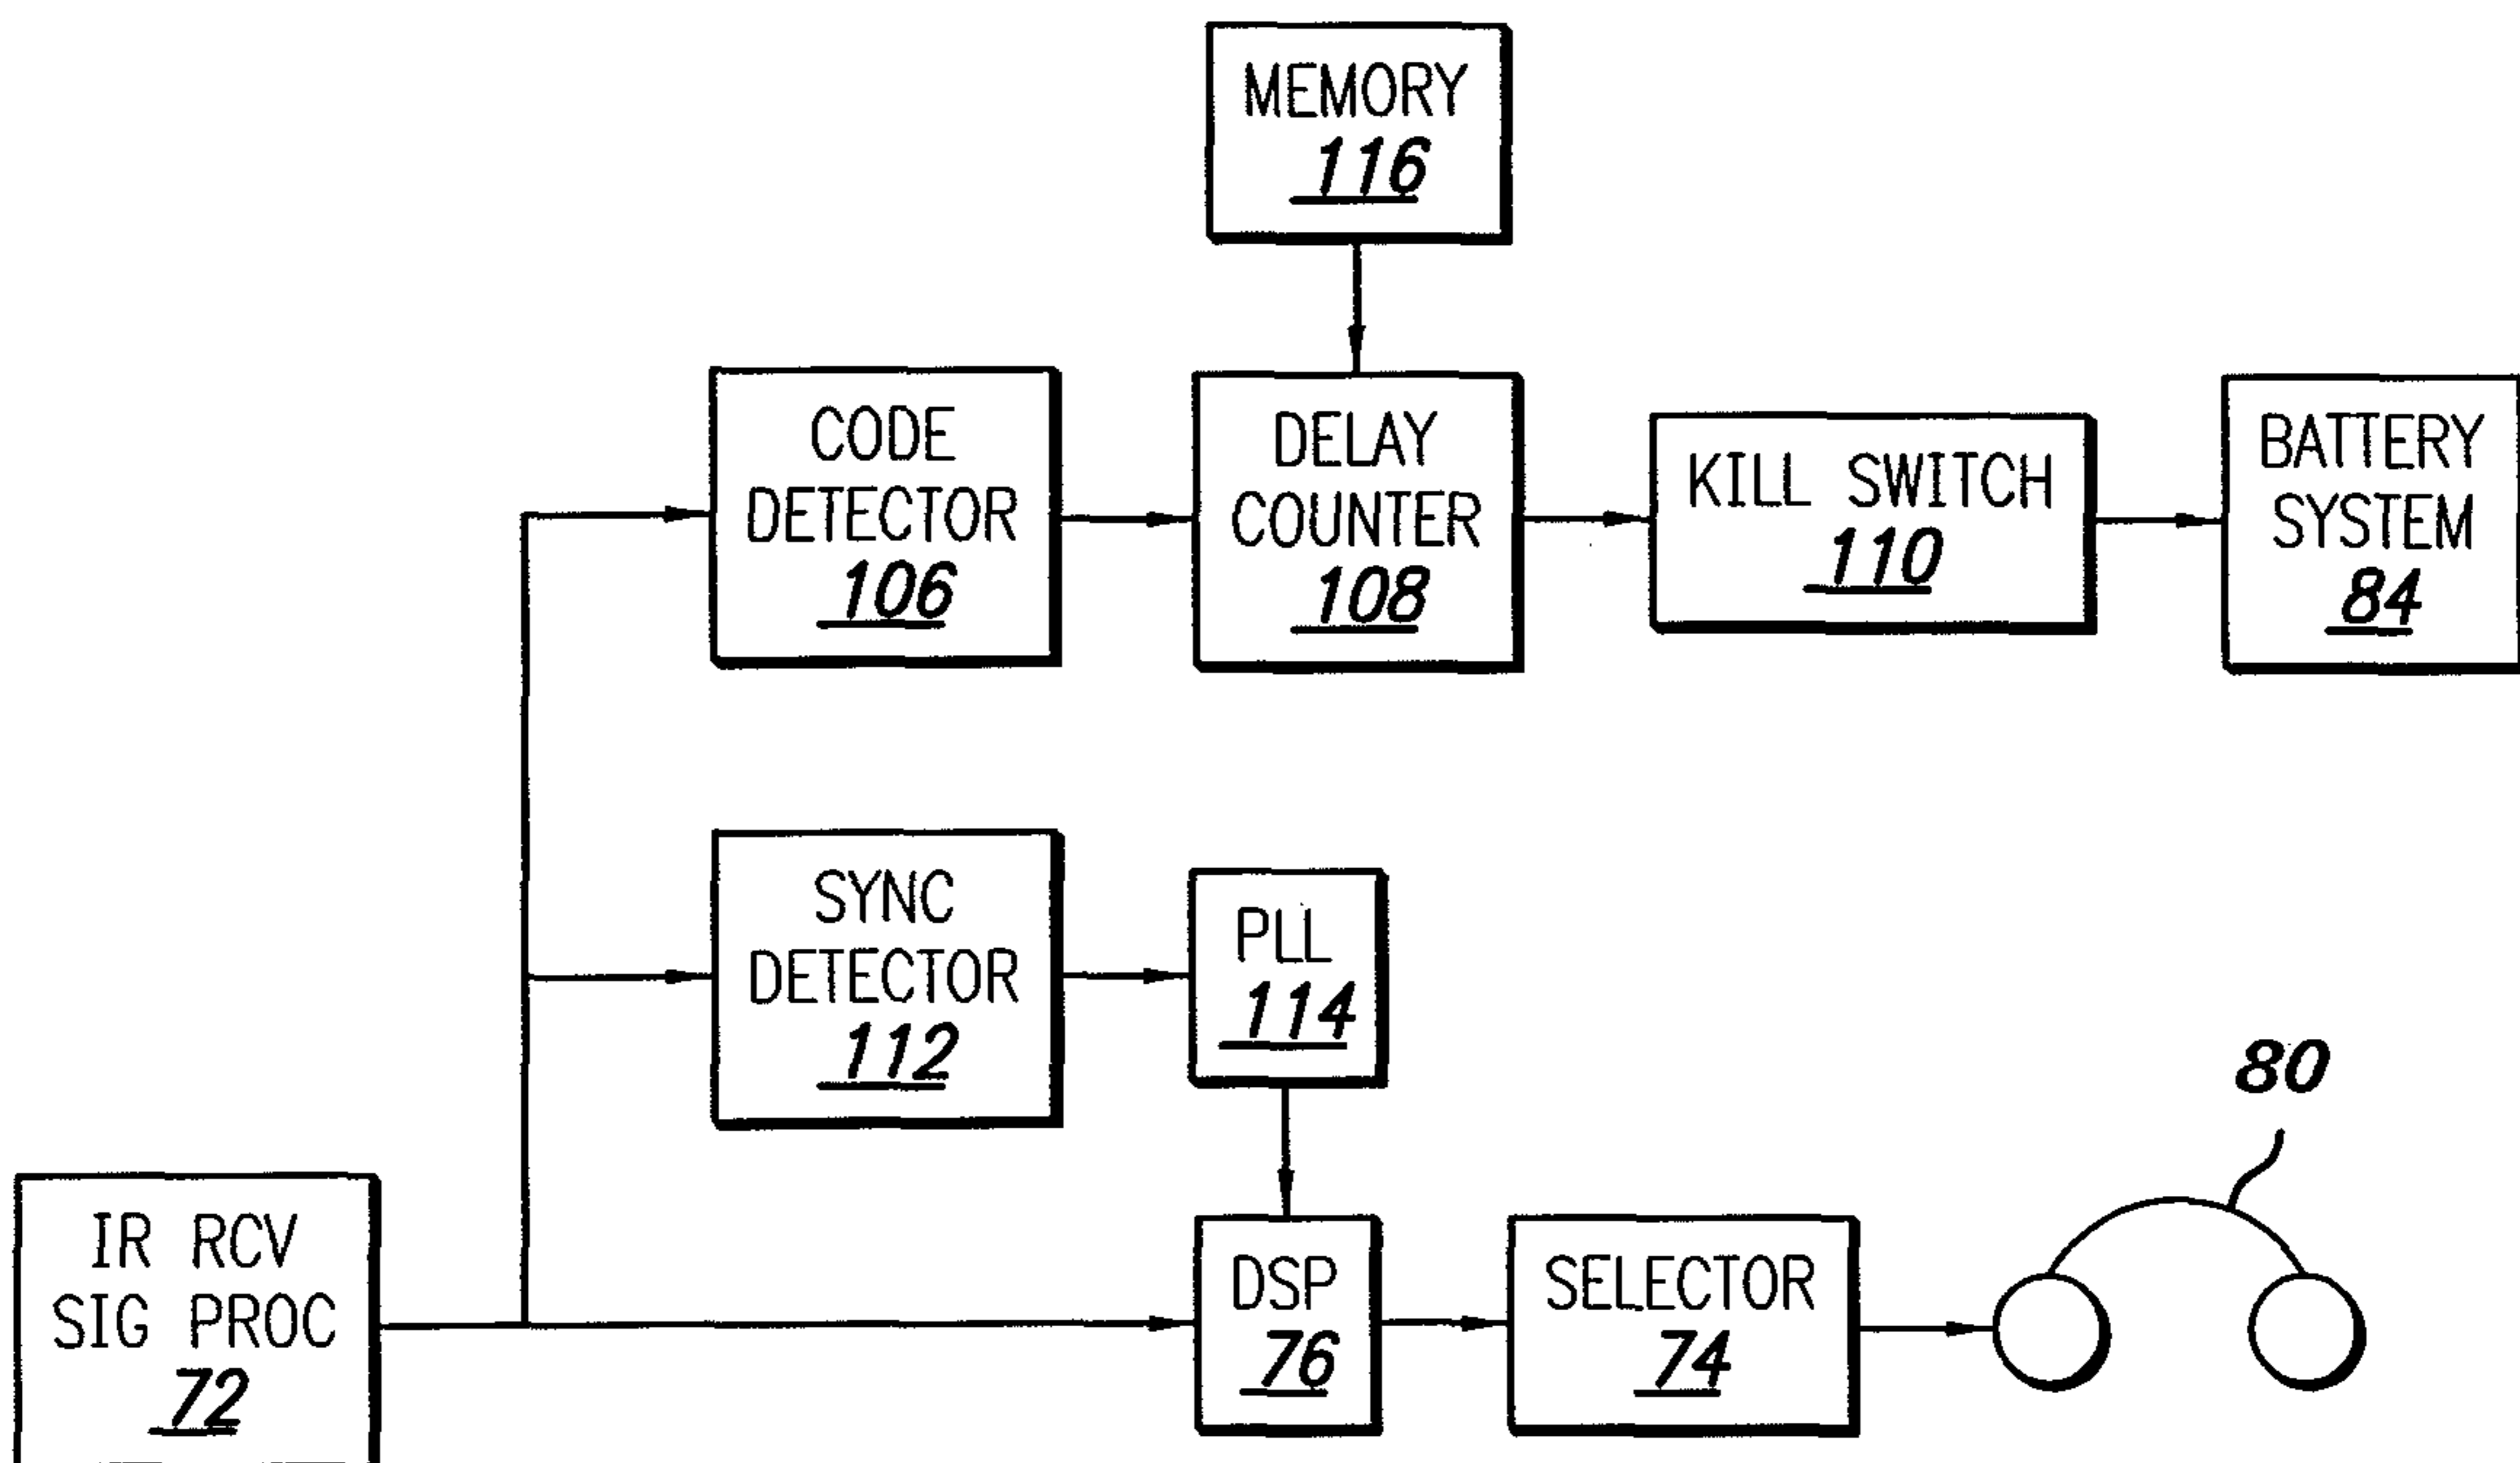 MEMORY
116
CODE
DETECTOR
106
DELAY
COUNTER
108
KILL SWITCH
110
BATTERY
SYSTEM
84
SYNC
DETECTOR
112
PLL
114
80
IR RCV
SIG PROC
72
DSP
76
SELECTOR
74